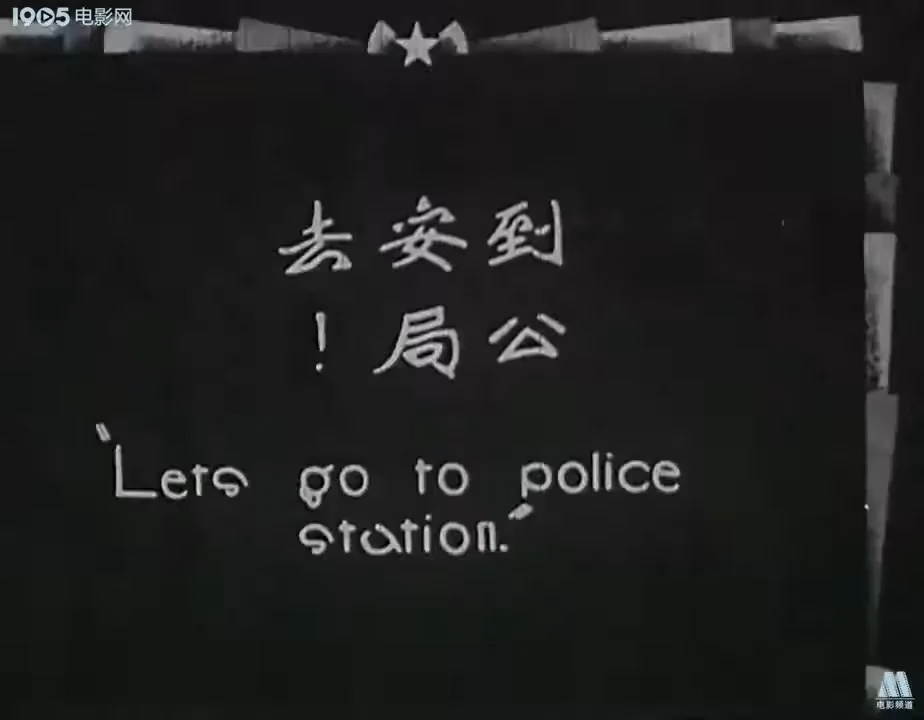 1905电影网
到公
安局
去！
"Lets go to police
station."
电影频道